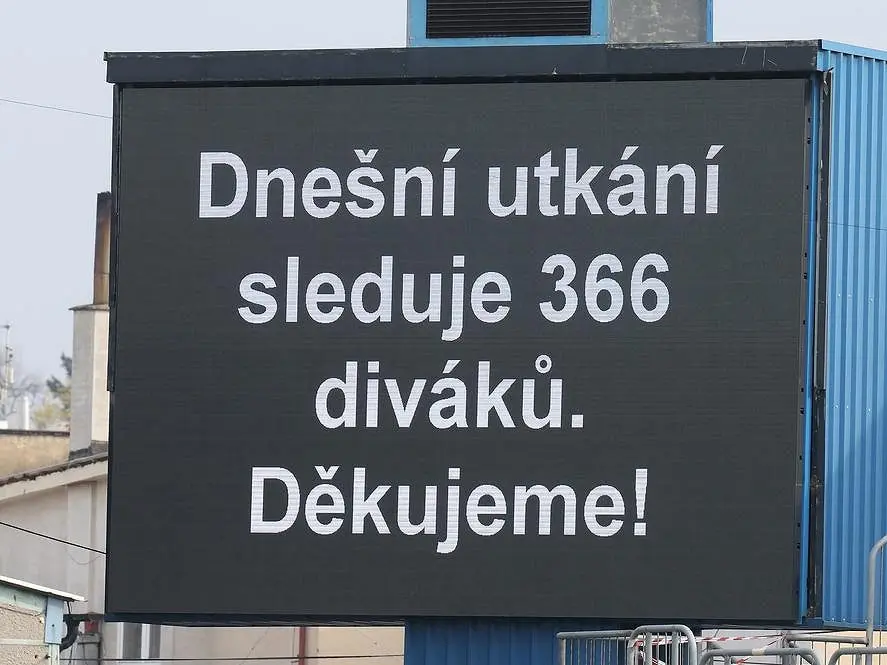 Dnešní utkání
sleduje 366
diváků.
Děkujeme!